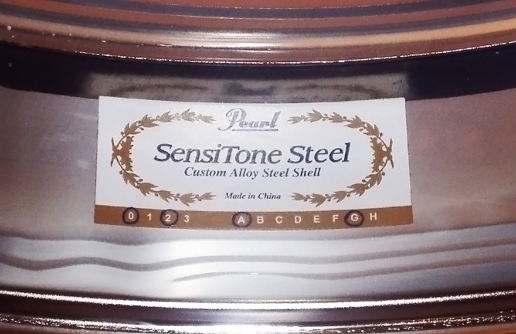 Pearl
SensiTone Steel
Custom Alloy Steel Shell
Made in China
0 1 2 3 A B C D E F G H